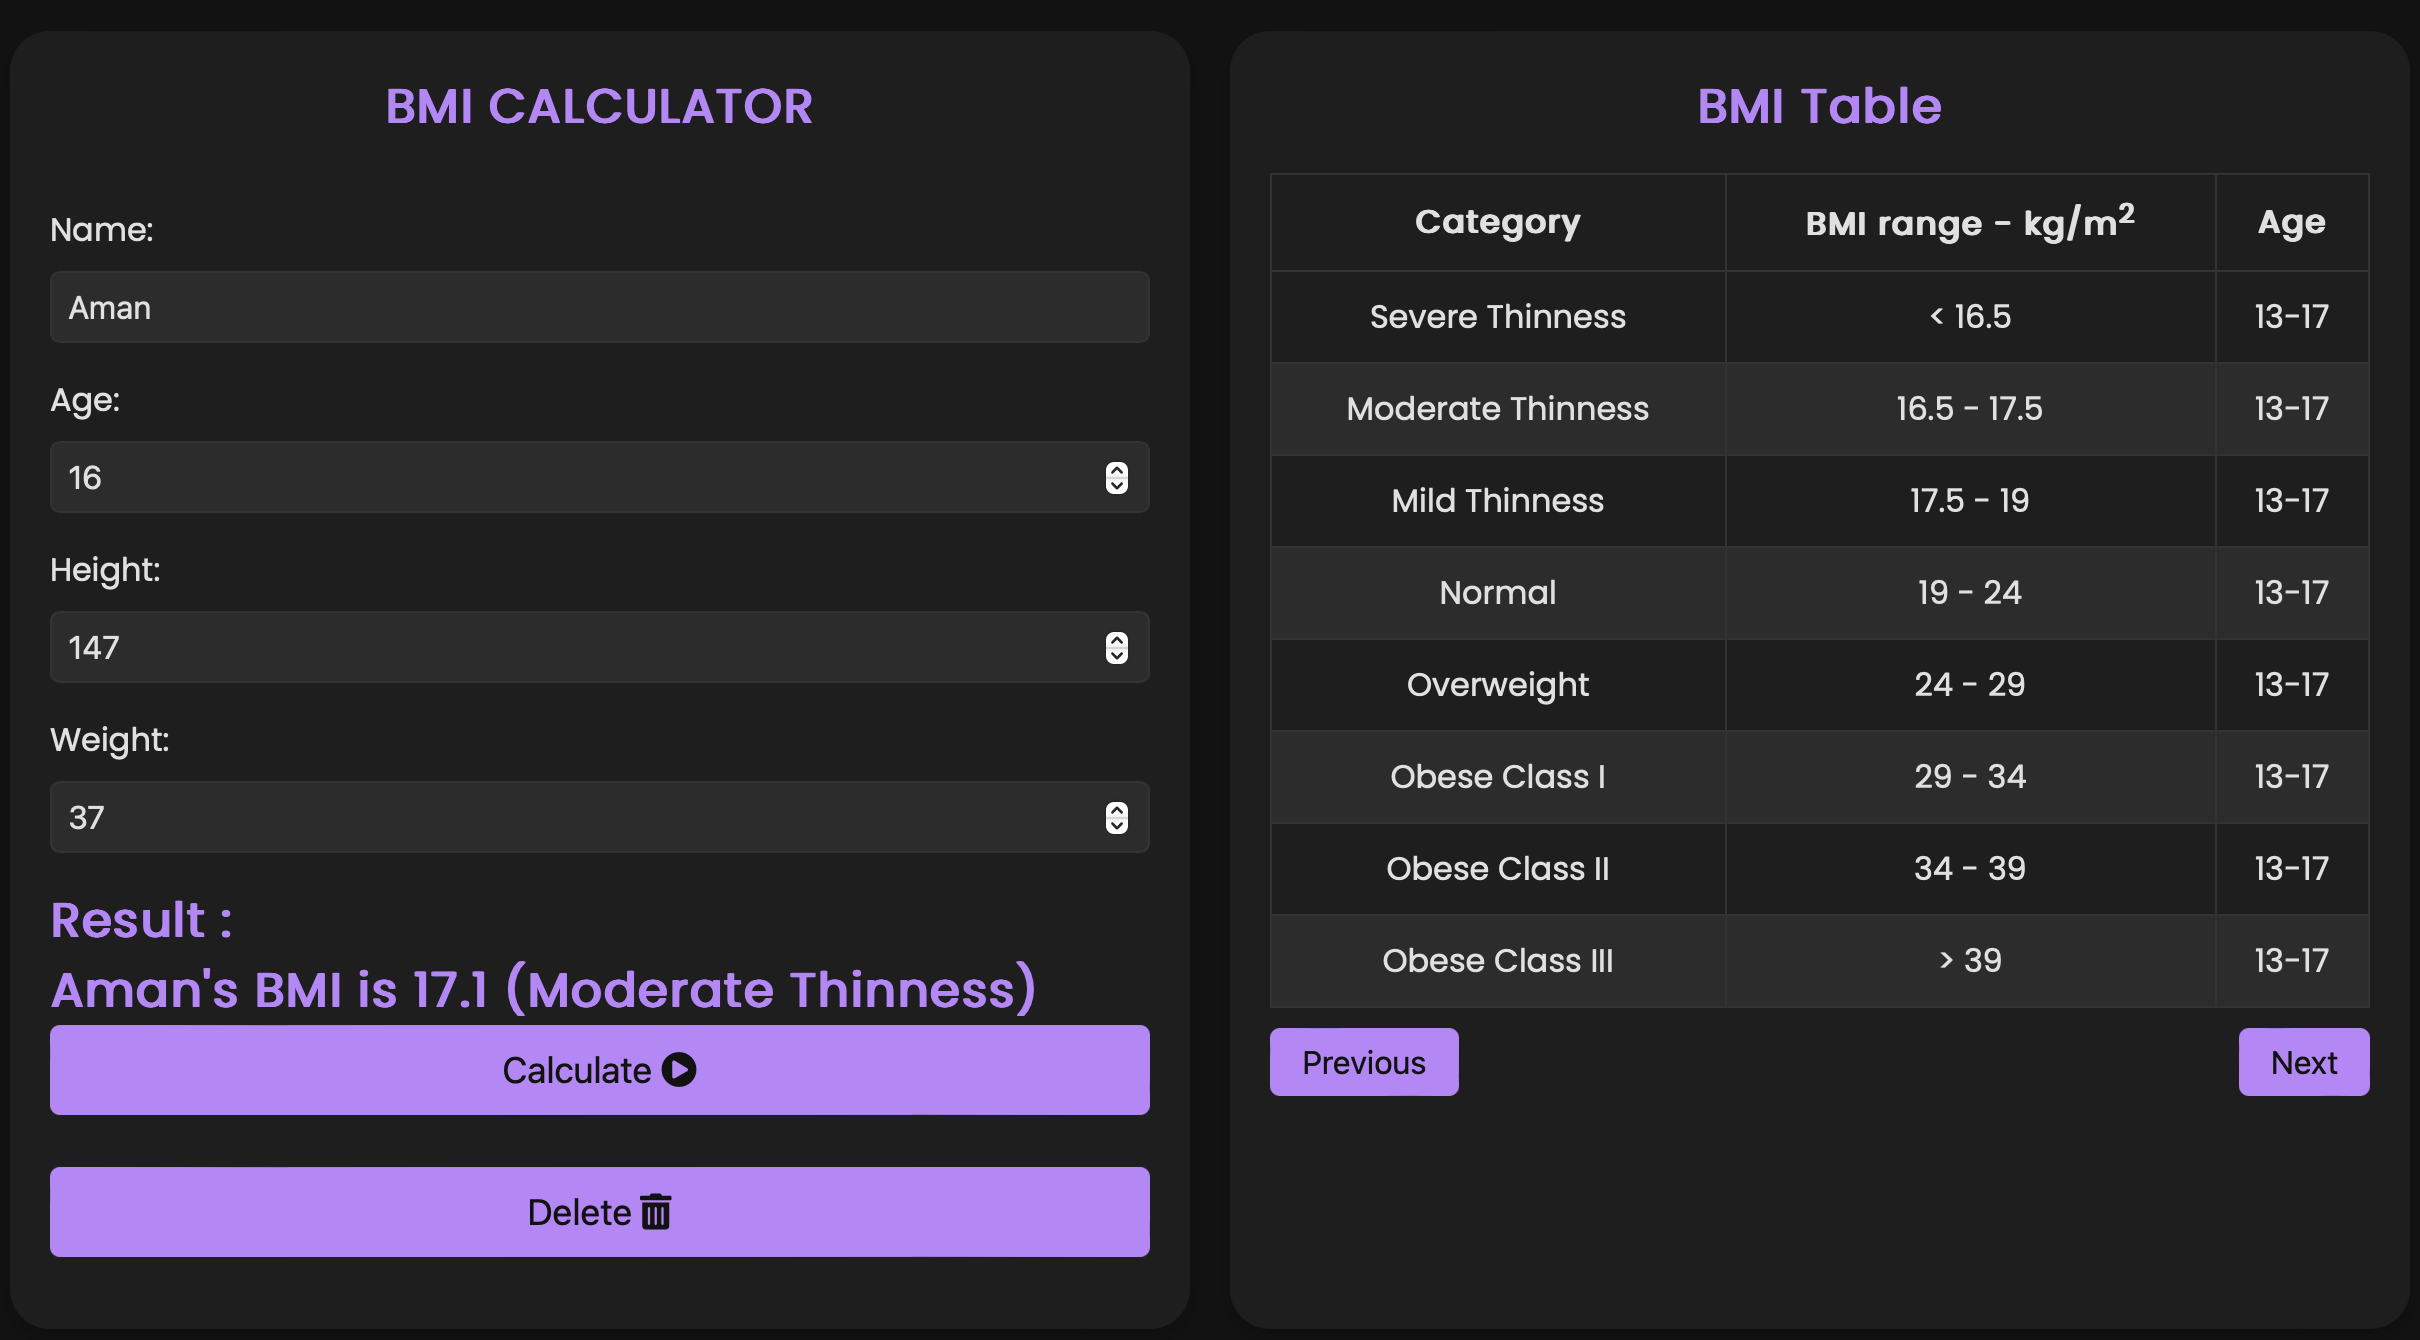 BMI CALCULATOR
Name:
Aman
Age:
16
Height:
147
Weight:
37
Result :
Aman's BMI is 17.1 (Moderate Thinness)
Calculate
Delete
BMI Table
Category BMI range - kg/m² Age
Severe Thinness < 16.5 13-17
Moderate Thinness 16.5 - 17.5 13-17
Mild Thinness 17.5 - 19 13-17
Normal 19 - 24 13-17
Overweight 24 - 29 13-17
Obese Class I 29 - 34 13-17
Obese Class II 34 - 39 13-17
Obese Class III > 39 13-17
Previous Next